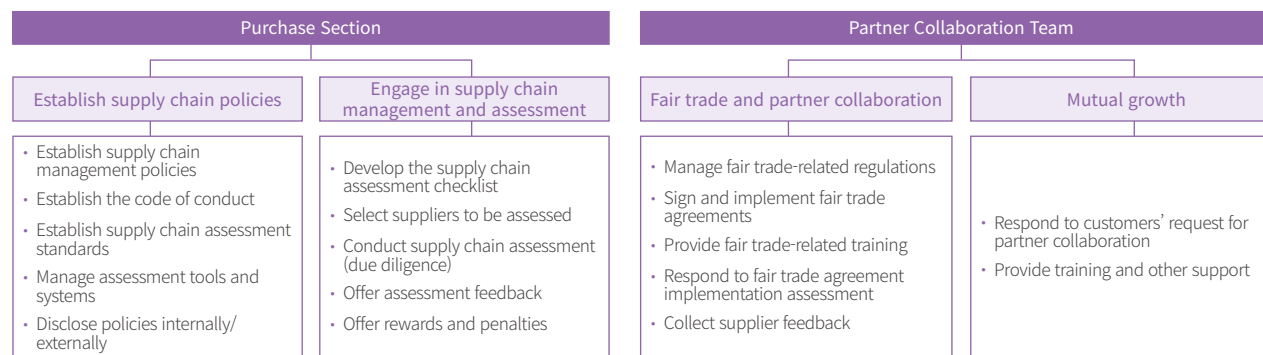 Purchase Section
Establish supply chain policies
• Establish supply chain
management policies
• Establish the code of conduct
• Establish supply chain assessment
standards
• Manage assessment tools and
systems
• Disclose policies internally/
externally
Engage in supply chain
management and assessment
• Develop the supply chain
assessment checklist
• Select suppliers to be assessed
• Conduct supply chain assessment
(due diligence)
• Offer assessment feedback
• Offer rewards and penalties
Partner Collaboration Team
Fair trade and partner collaboration
• Manage fair trade-related regulations
• Sign and implement fair trade
agreements
• Provide fair trade-related training
• Respond to fair trade agreement
implementation assessment
• Collect supplier feedback
Mutual growth
• Respond to customers’ request for
partner collaboration
• Provide training and other support